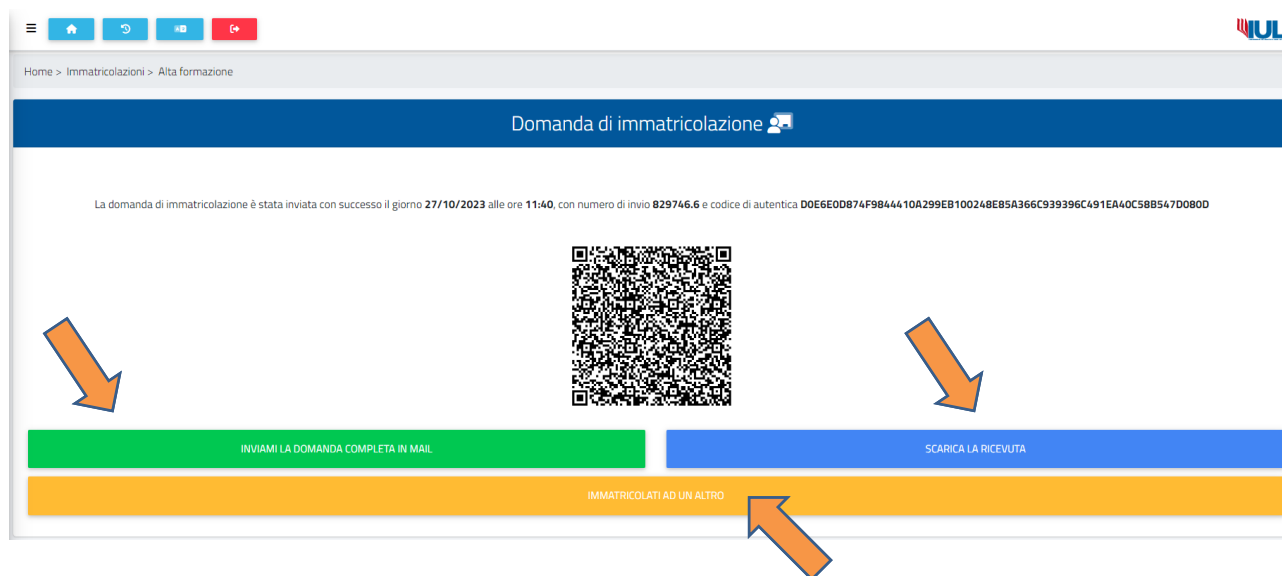 IUL
Home > Immatricolazioni > Alta formazione
Domanda di immatricolazione
La domanda di immatricolazione è stata inviata con successo il giorno 27/10/2023 alle ore 11:40, con numero di invio 829746.6 e codice di autentica D0E6E0D874F9844410A299EB100248E85A366C939396C491EA40C58B547D080D
INVIAMI LA DOMANDA COMPLETA IN MAIL
SCARICA LA RICEVUTA
IMMATRICOLATI AD UN ALTRO